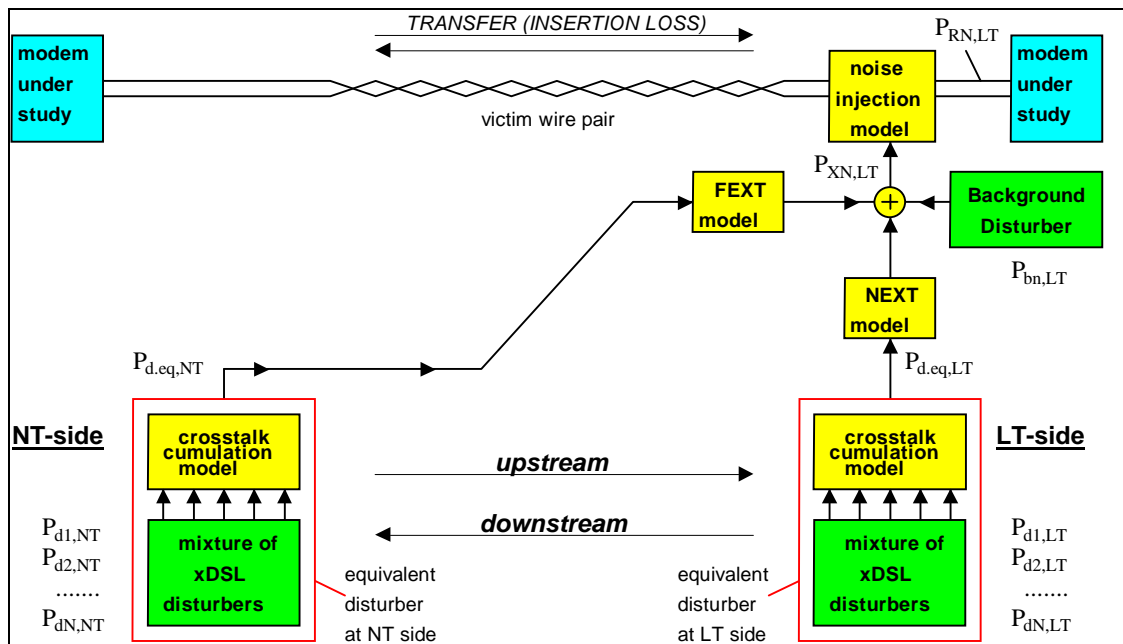 TRANSFER (INSERTION LOSS)
modem
under
study
victim wire pair
noise
injection
model
P_RN,LT
modem
under
study
P_XN,LT
FEXT
model
+
Background
Disturber
P_bn,LT
NEXT
model
P_d.eq,NT
P_d.eq,LT
NT-side
crosstalk
cumulation
model
upstream
crosstalk
cumulation
model
LT-side
downstream
P_d1,NT
P_d2,NT
.......
P_dN,NT
mixture of
xDSL
disturbers
equivalent
disturber
at NT side
equivalent
disturber
at LT side
mixture of
xDSL
disturbers
P_d1,LT
P_d2,LT
.......
P_dN,LT